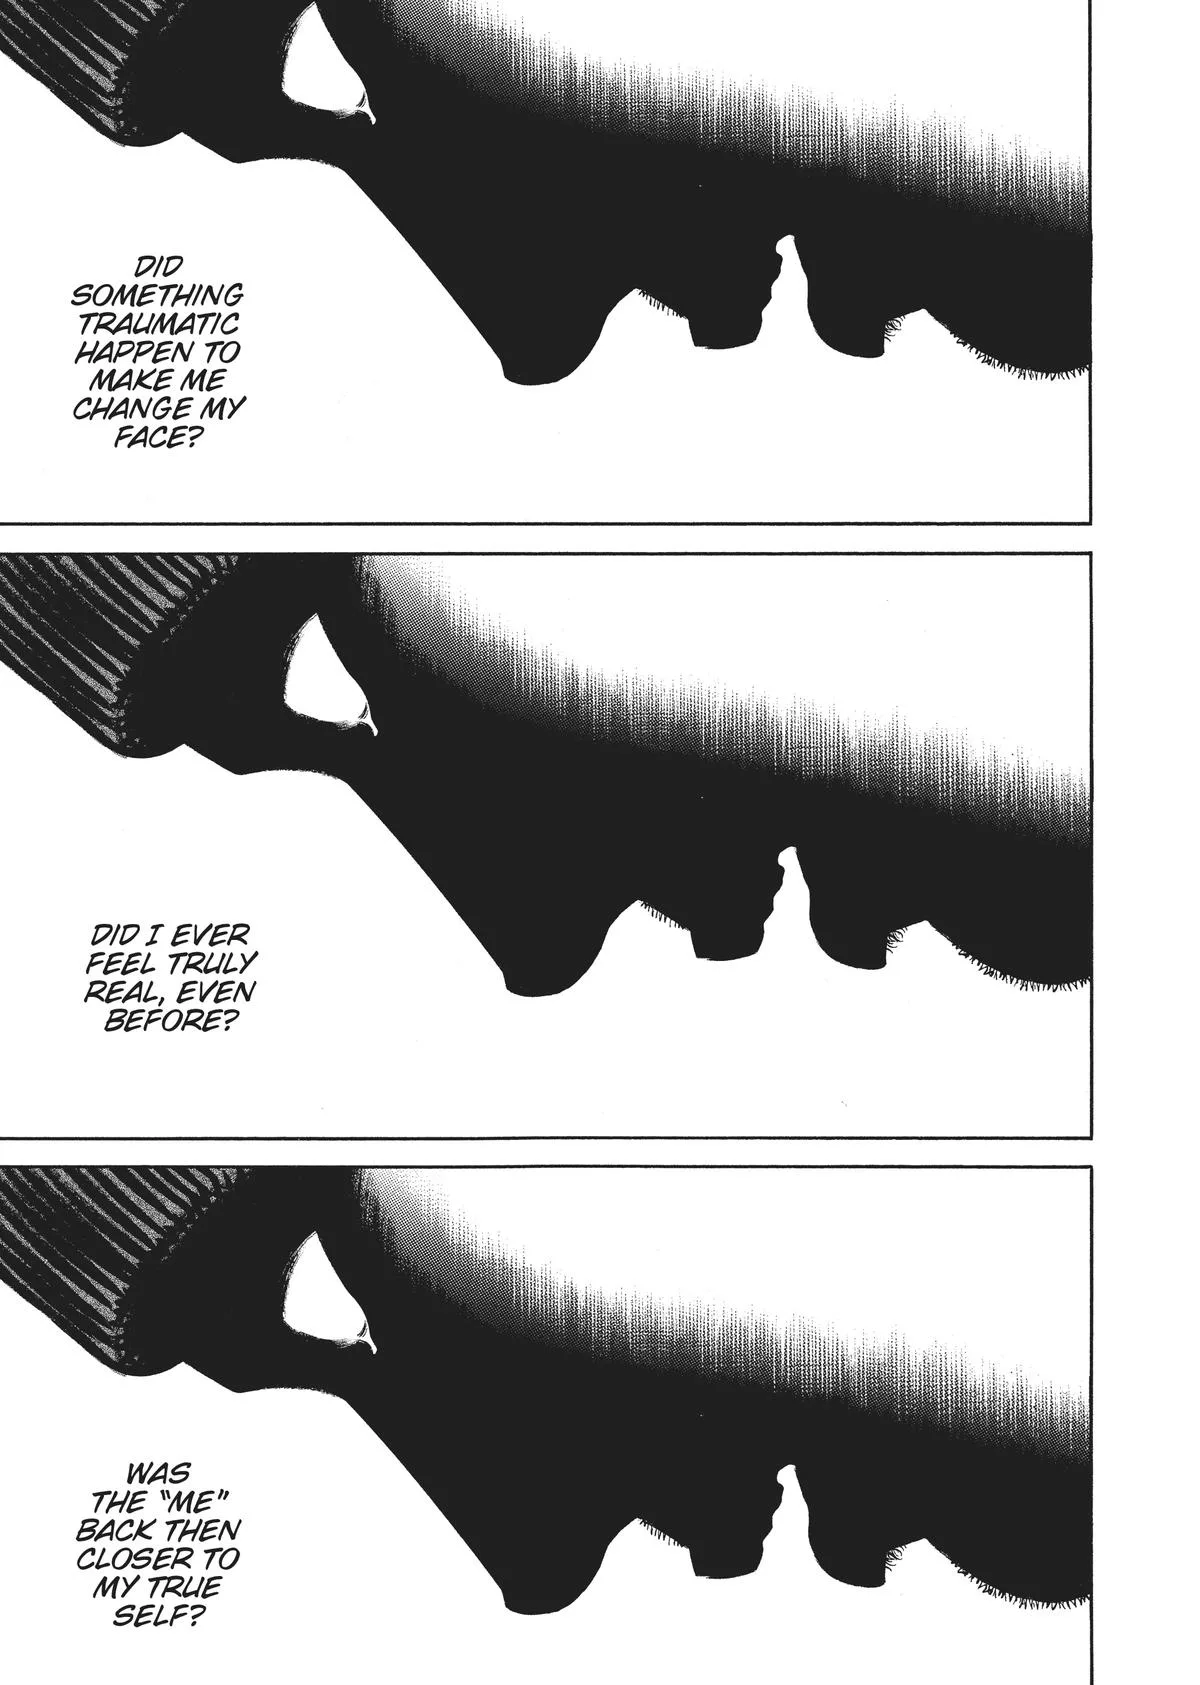 DID
SOMETHING
TRAUMATIC
HAPPEN TO
MAKE ME
CHANGE MY
FACE?
DID I EVER
FEEL TRULY
REAL, EVEN
BEFORE?
WAS
THE "ME"
BACK THEN
CLOSER TO
MY TRUE
SELF?